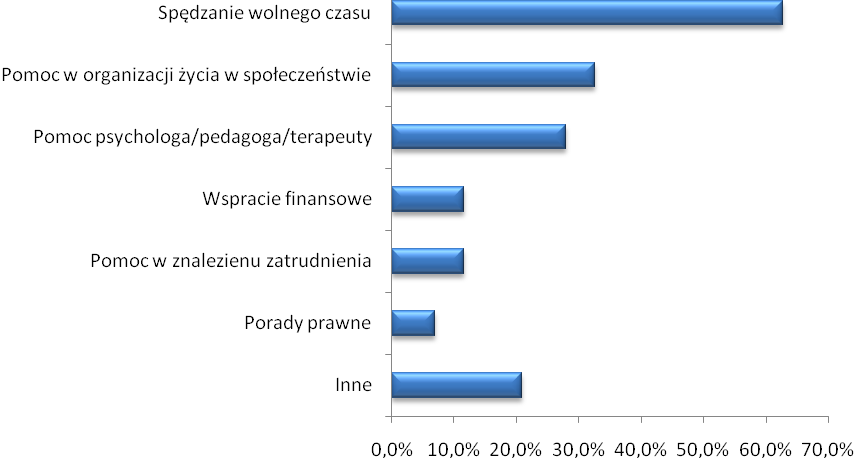 Spędzanie wolnego czasu
Pomoc w organizacji życia w społeczeństwie
Pomoc psychologa/pedagoga/terapeuty
Wspracie finansowe
Pomoc w znalezienu zatrudnienia
Porady prawne
Inne
0,0% 10,0% 20,0% 30,0% 40,0% 50,0% 60,0% 70,0%